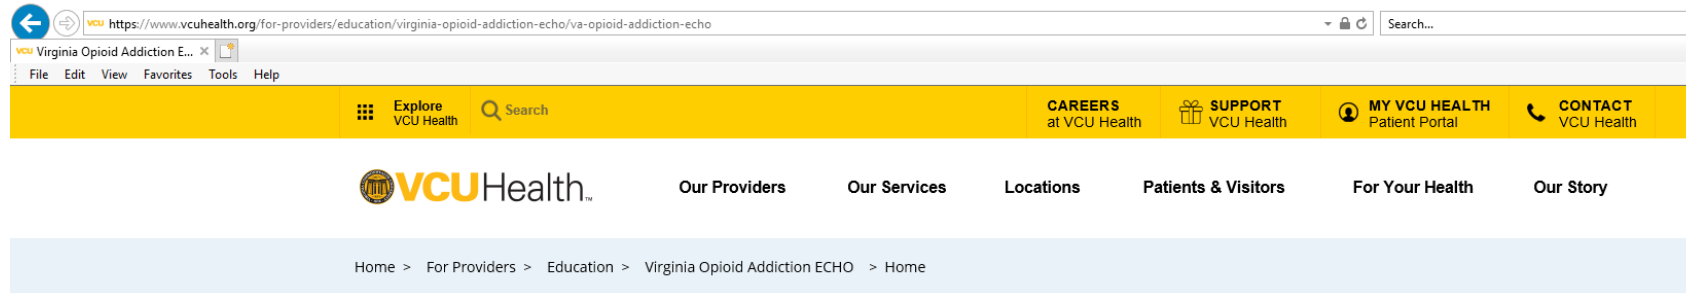 vcu https://www.vcuhealth.org/for-providers/education/virginia-opioid-addiction-echo/va-opioid-addiction-echo Search...
vcu Virginia Opioid Addiction E...
File Edit View Favorites Tools Help
Explore
VCU Health
Search
CAREERS
at VCU Health
SUPPORT
VCU Health
MY VCU HEALTH
Patient Portal
CONTACT
VCU Health
VCUHealth™ Our Providers Our Services Locations Patients & Visitors For Your Health Our Story
Home > For Providers > Education > Virginia Opioid Addiction ECHO > Home